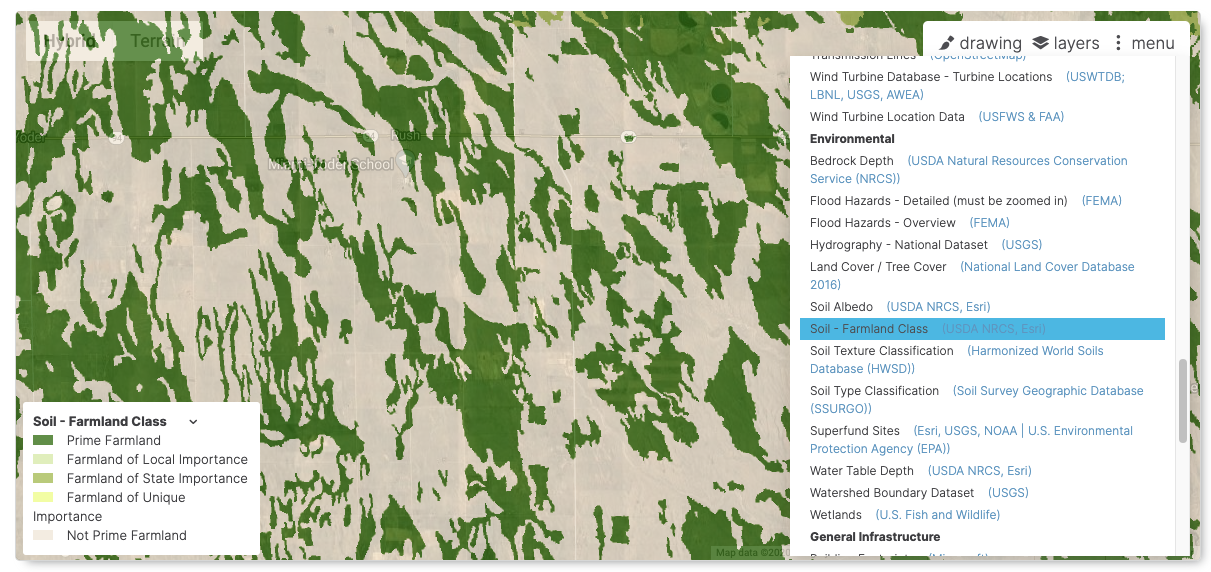 Hybrid Terrain
drawing layers menu
Transmission Lines (OpenStreetMap)
Wind Turbine Database - Turbine Locations (USWTDB;
LBNL, USGS, AWEA)
Wind Turbine Location Data (USFWS & FAA)
Environmental
Bedrock Depth (USDA Natural Resources Conservation
Service (NRCS))
Flood Hazards - Detailed (must be zoomed in) (FEMA)
Flood Hazards - Overview (FEMA)
Hydrography - National Dataset (USGS)
Land Cover / Tree Cover (National Land Cover Database
2016)
Soil Albedo (USDA NRCS, Esri)
Soil - Farmland Class (USDA NRCS, Esri)
Soil Texture Classification (Harmonized World Soils
Database (HWSD))
Soil Type Classification (Soil Survey Geographic Database
(SSURGO))
Superfund Sites (Esri, USGS, NOAA | U.S. Environmental
Protection Agency (EPA))
Water Table Depth (USDA NRCS, Esri)
Watershed Boundary Dataset (USGS)
Wetlands (U.S. Fish and Wildlife)
General Infrastructure
Yoder
Rush
Miami-Yoder School
Soil - Farmland Class
Prime Farmland
Farmland of Local Importance
Farmland of State Importance
Farmland of Unique
Importance
Not Prime Farmland
Map data ©2020